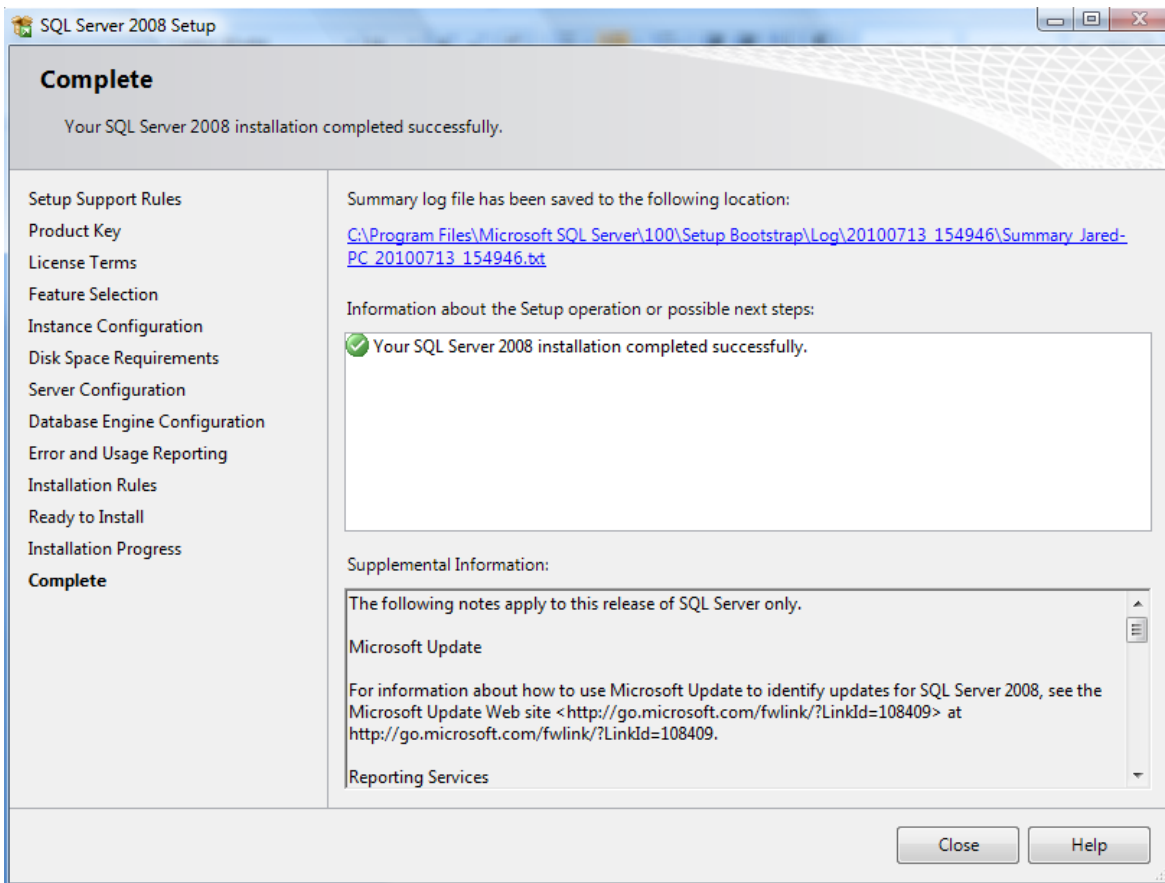 SQL Server 2008 Setup
Complete
Your SQL Server 2008 installation completed successfully.
Setup Support Rules
Product Key
License Terms
Feature Selection
Instance Configuration
Disk Space Requirements
Server Configuration
Database Engine Configuration
Error and Usage Reporting
Installation Rules
Ready to Install
Installation Progress
Complete
Summary log file has been saved to the following location:
C:\Program Files\Microsoft SQL Server\100\Setup Bootstrap\Log\20100713_154946\Summary_Jared-
PC_20100713_154946.txt
Information about the Setup operation or possible next steps:
Your SQL Server 2008 installation completed successfully.
Supplemental Information:
The following notes apply to this release of SQL Server only.
Microsoft Update
For information about how to use Microsoft Update to identify updates for SQL Server 2008, see the
Microsoft Update Web site <http://go.microsoft.com/fwlink/?LinkId=108409> at
http://go.microsoft.com/fwlink/?LinkId=108409.
Reporting Services
Close
Help